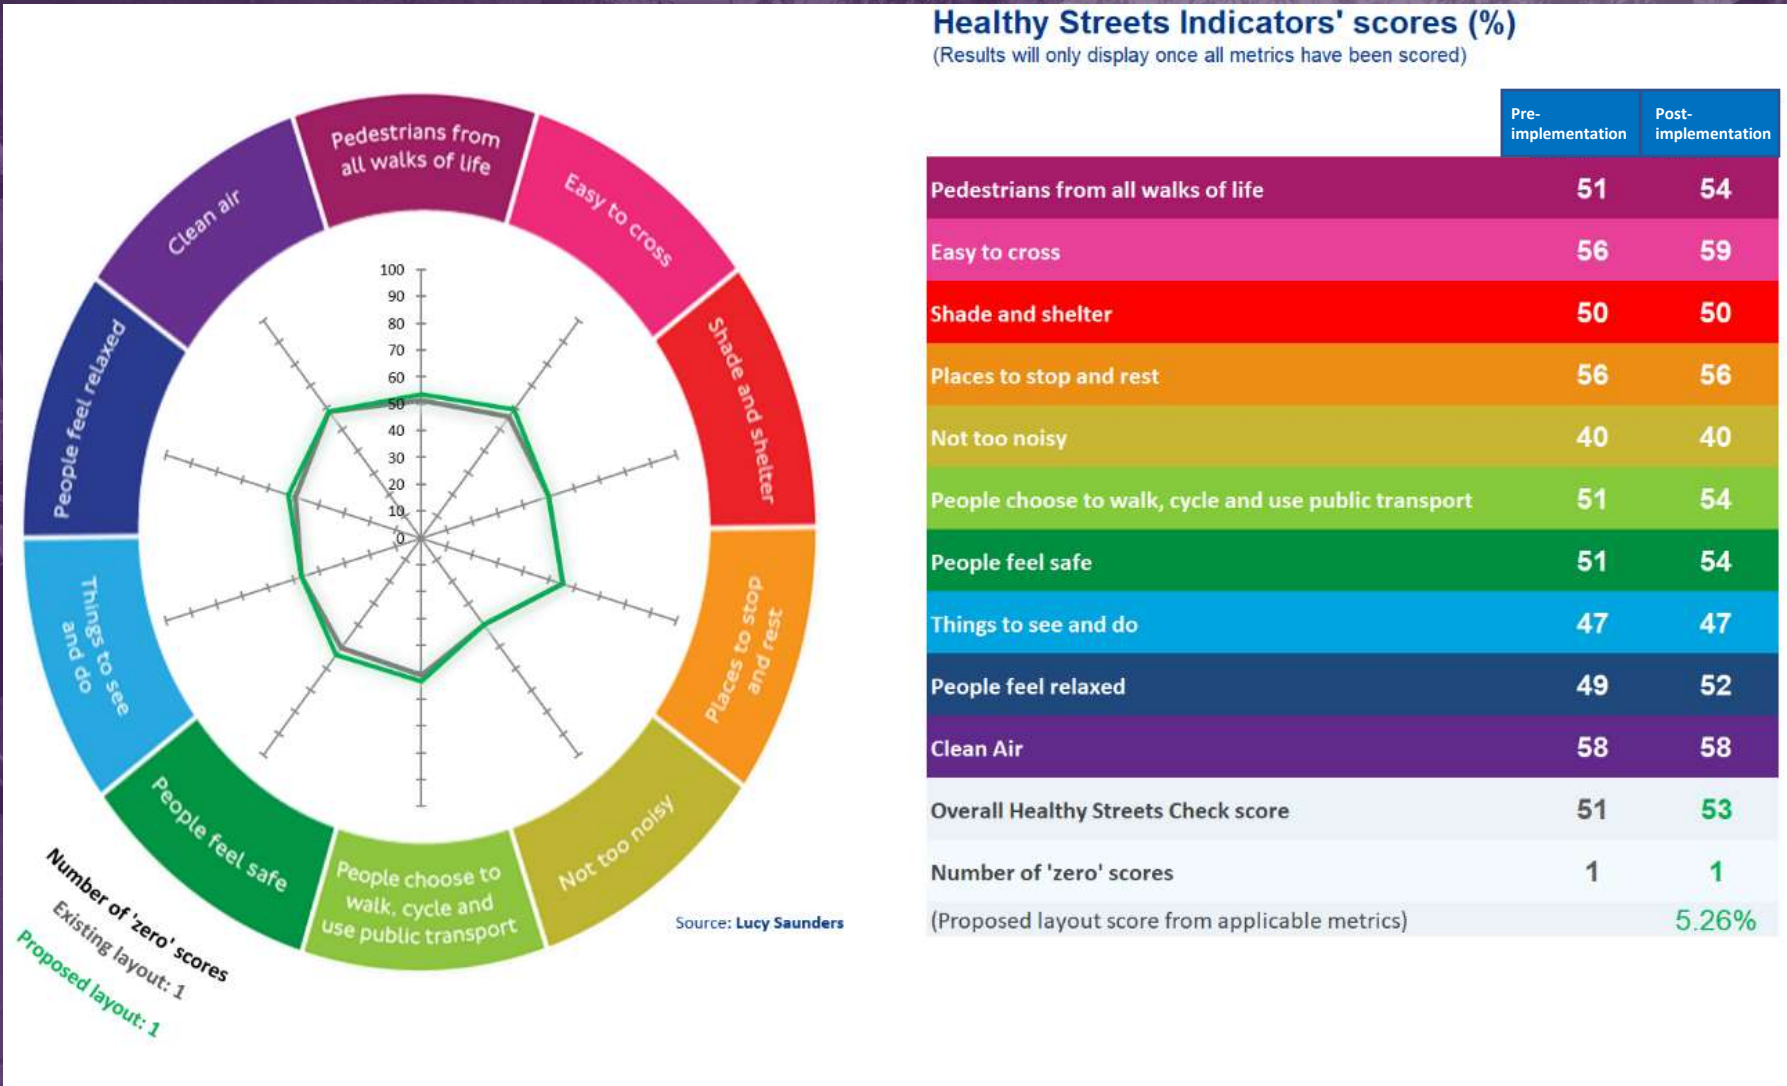 Healthy Streets Indicators' scores (%)
(Results will only display once all metrics have been scored)
Pre-
implementation
Post-
implementation
Pedestrians from all walks of life 51 54
Easy to cross 56 59
Shade and shelter 50 50
Places to stop and rest 56 56
Not too noisy 40 40
People choose to walk, cycle and use public transport 51 54
People feel safe 51 54
Things to see and do 47 47
People feel relaxed 49 52
Clean Air 58 58
Overall Healthy Streets Check score 51 53
Number of 'zero' scores 1 1
(Proposed layout score from applicable metrics) 5.26%
Pedestrians from
all walks of life
Easy to cross
Shade and shelter
Places to stop
and rest
Not too noisy
People choose to
walk, cycle and
use public transport
People feel safe
Things to see
and do
People feel relaxed
Clean air
100
90
80
70
60
50
40
30
20
10
0
Number of 'zero' scores
Existing layout: 1
Proposed layout: 1
Source: Lucy Saunders